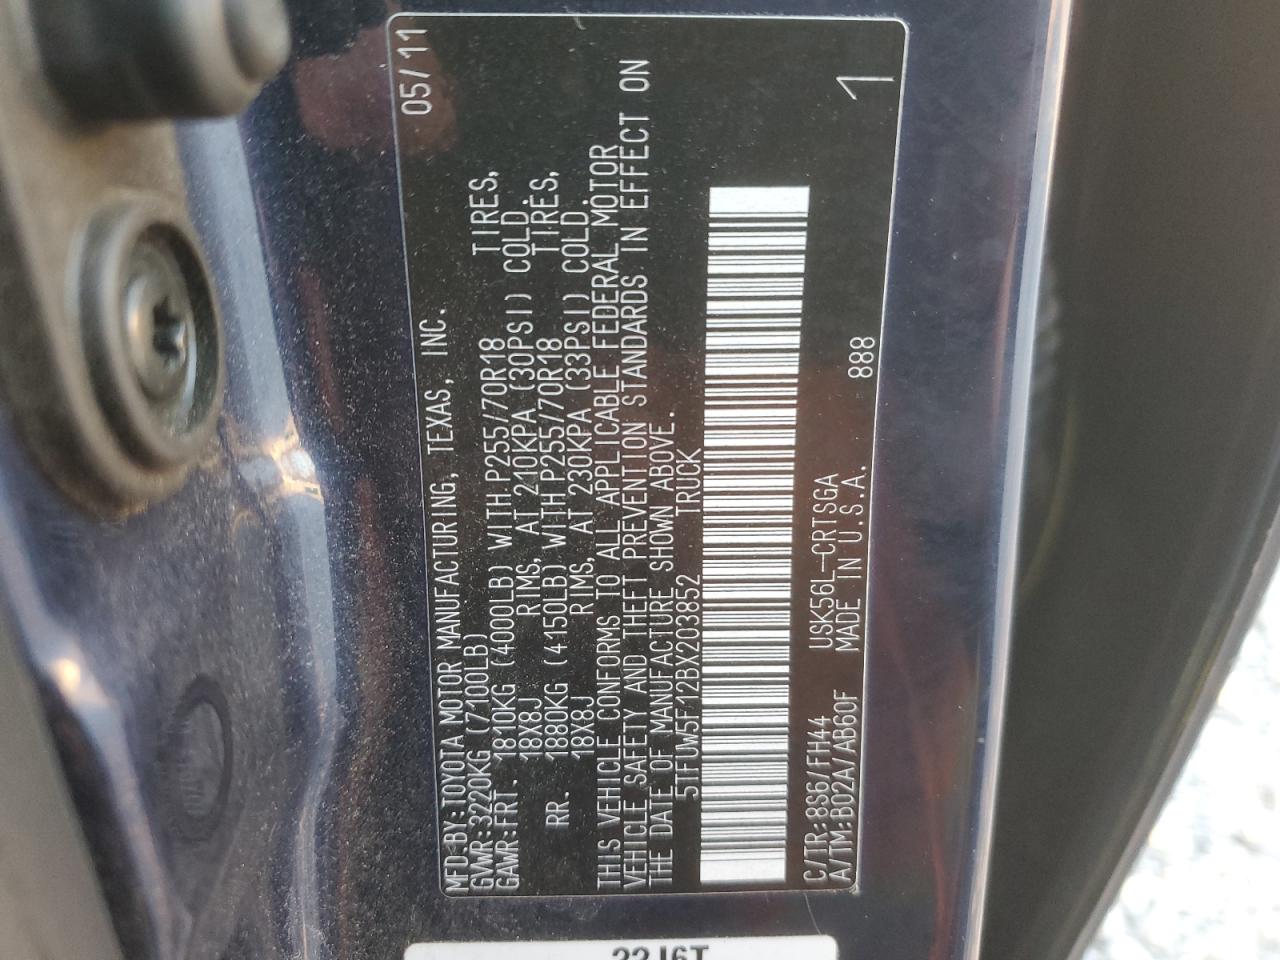 MFD.BY:TOYOTA MOTOR MANUFACTURING, TEXAS, INC. 05/11
GVWR:3220KG (7100LB)
GAWR:FRT. 1810KG (4000LB) WITH P255/70R18 TIRES,
18X8J RIMS, AT 210KPA (30PSI) COLD.
RR. 1880KG (4150LB) WITH P255/70R18 TIRES,
18X8J RIMS, AT 230KPA (33PSI) COLD.
THIS VEHICLE CONFORMS TO ALL APPLICABLE FEDERAL MOTOR
VEHICLE SAFETY AND THEFT PREVENTION STANDARDS IN EFFECT ON
THE DATE OF MANUFACTURE SHOWN ABOVE.
5TFUW5F12BX203852 TRUCK
C/TR:8S6/FH44 USK56L-CRTSGA 1
A/TM:B02A/AB60F MADE IN U.S.A. 888